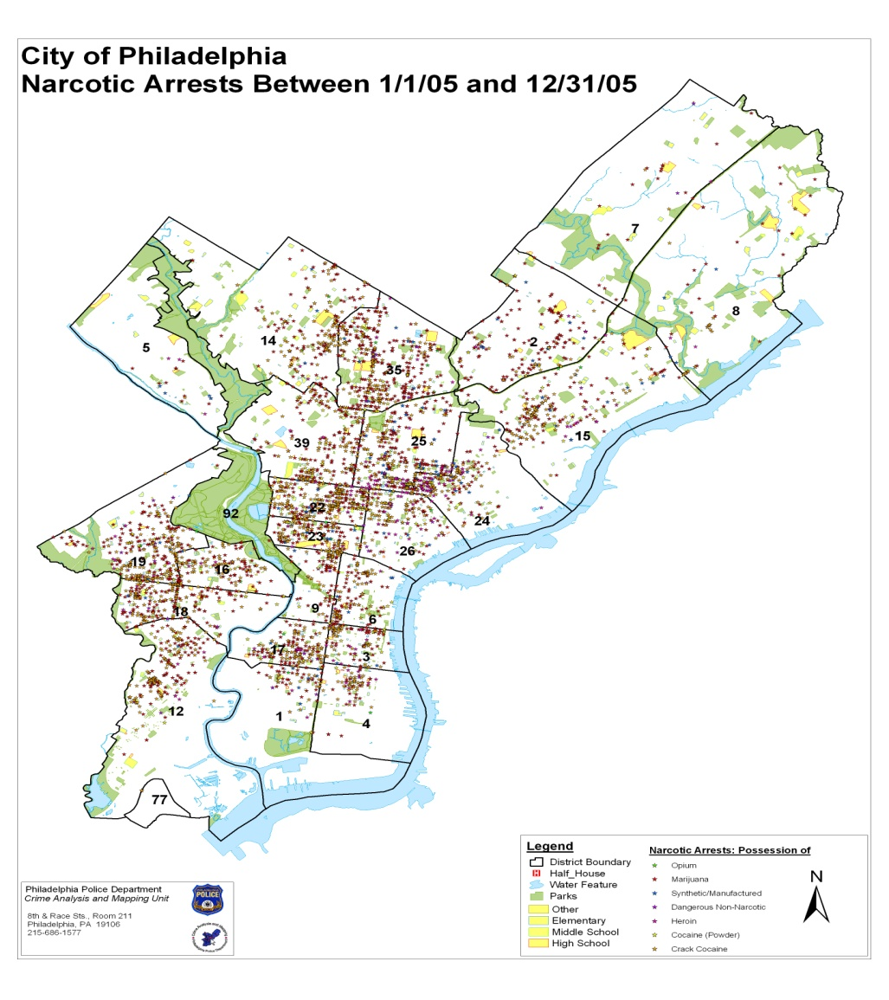 City of Philadelphia
Narcotic Arrests Between 1/1/05 and 12/31/05
7
8
5
14
2
35
39
25
15
22
92
24
23
26
19
16
18
9
6
17
3
12
1
4
77
Legend
District Boundary
H Half_House
Water Feature
Parks
Other
Elementary
Middle School
High School
Narcotic Arrests: Possession of
Opium
Marijuana
Synthetic/Manufactured
Dangerous Non-Narcotic
Heroin
Cocaine (Powder)
Crack Cocaine
N
Philadelphia Police Department
Crime Analysis and Mapping Unit
8th & Race Sts., Room 211
Philadelphia, PA 19106
215-686-1577
POLICE